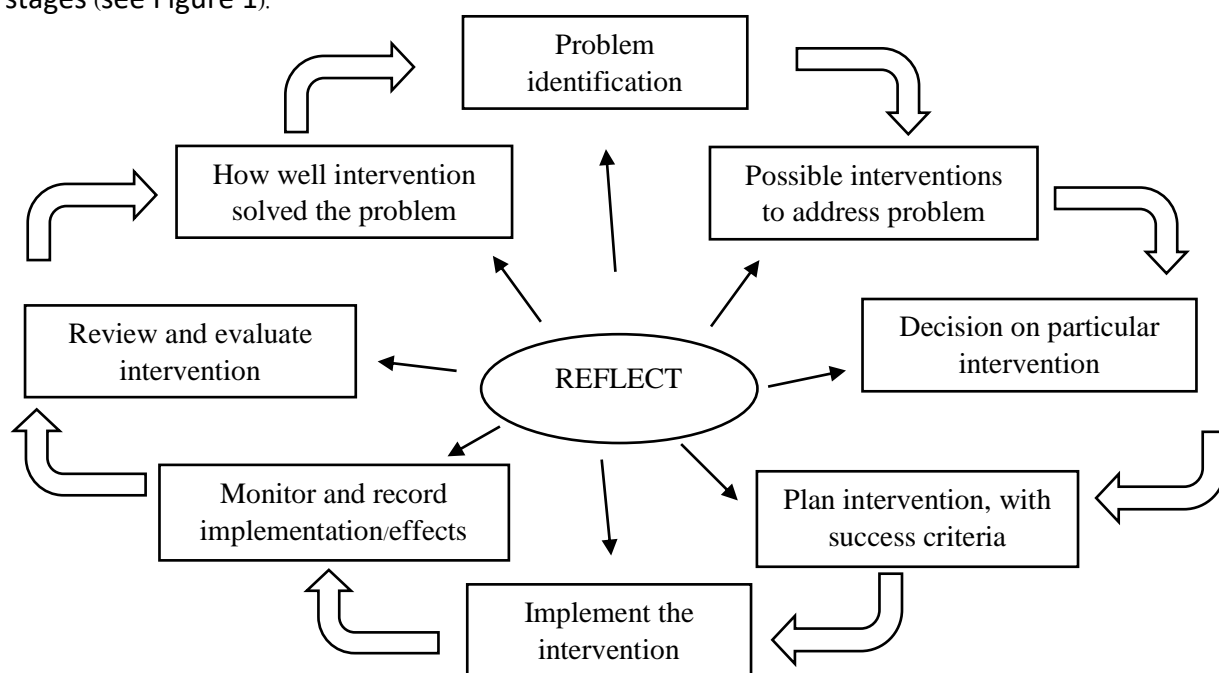 stages (see Figure 1).
Problem
identification
Possible interventions
to address problem
Decision on particular
intervention
Plan intervention, with
success criteria
Implement the
intervention
Monitor and record
implementation/effects
Review and evaluate
intervention
How well intervention
solved the problem
REFLECT